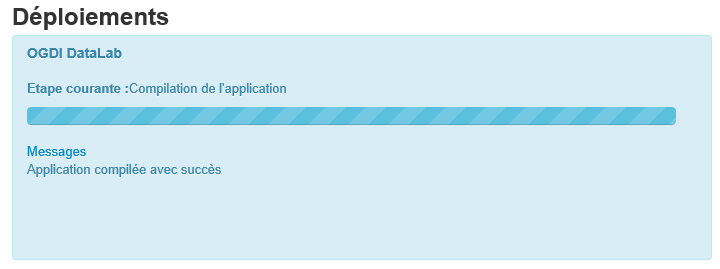 Déploiements
OGDI DataLab
Etape courante :Compilation de l'application
Messages
Application compilée avec succès